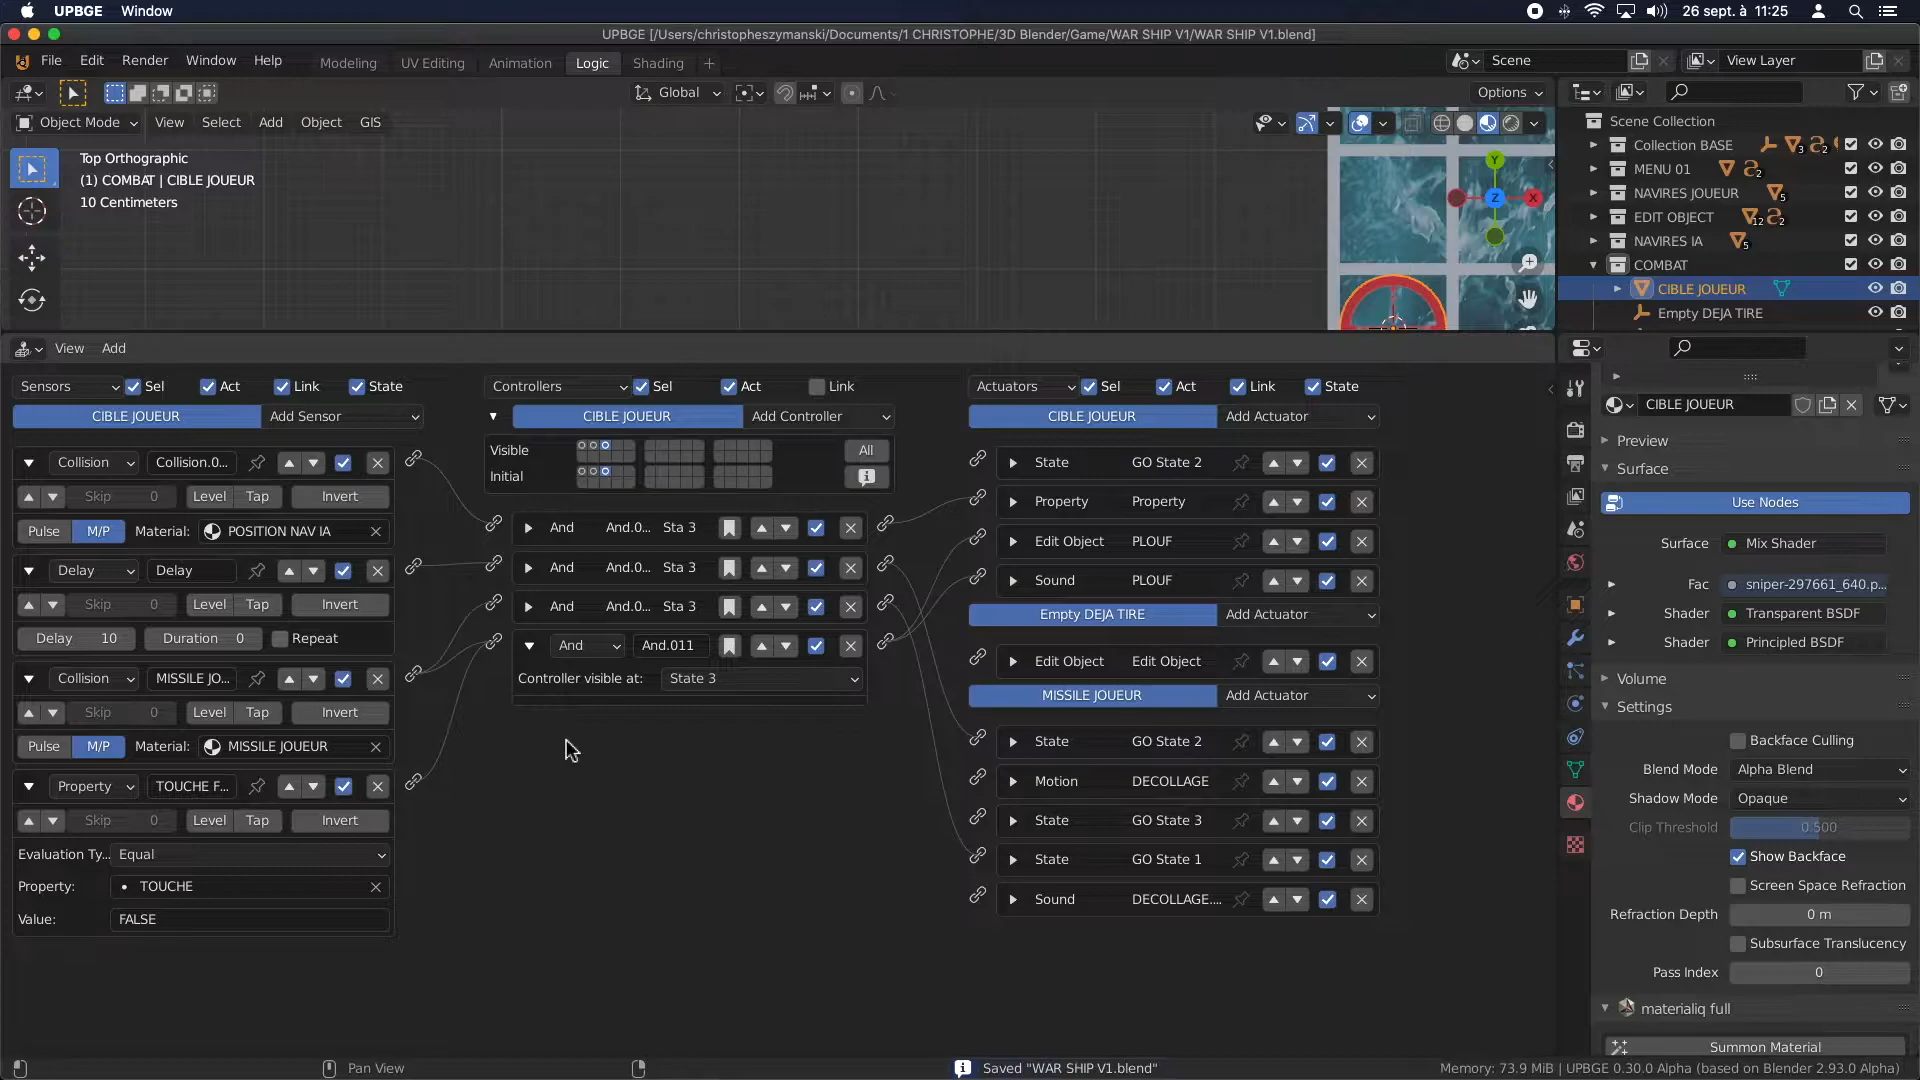 UPBGE Window
26 sept. à 11:25
UPBGE [/Users/christopheszymanski/Documents/1 CHRISTOPHE/3D Blender/Game/WAR SHIP V1/WAR SHIP V1.blend]
File Edit Render Window Help Modeling UV Editing Animation Logic Shading + Scene View Layer
Global Options
Object Mode View Select Add Object GIS
Scene Collection
Top Orthographic
(1) COMBAT | CIBLE JOUEUR
10 Centimeters
Y
Z X
Collection BASE 3 2
MENU 01 2
NAVIRES JOUEUR 5
EDIT OBJECT 12 2
NAVIRES IA 5
COMBAT
CIBLE JOUEUR
Empty DEJA TIRE
View Add
Sensors Sel Act Link State
CIBLE JOUEUR Add Sensor
Collision Collision.0...
Skip 0 Level Tap Invert
Pulse M/P Material: POSITION NAV IA
Delay Delay
Skip 0 Level Tap Invert
Delay 10 Duration 0 Repeat
Collision MISSILE JO...
Skip 0 Level Tap Invert
Pulse M/P Material: MISSILE JOUEUR
Property TOUCHE F...
Skip 0 Level Tap Invert
Evaluation Ty... Equal
Property: TOUCHE
Value: FALSE
Controllers Sel Act Link
CIBLE JOUEUR Add Controller
Visible All
Initial
And And.0... Sta 3
And And.0... Sta 3
And And.0... Sta 3
And And.011
Controller visible at: State 3
Actuators Sel Act Link State
CIBLE JOUEUR Add Actuator
State GO State 2
Property Property
Edit Object PLOUF
Sound PLOUF
Empty DEJA TIRE Add Actuator
Edit Object Edit Object
MISSILE JOUEUR Add Actuator
State GO State 2
Motion DECOLLAGE
State GO State 3
State GO State 1
Sound DECOLLAGE....
CIBLE JOUEUR
Preview
Surface
Use Nodes
Surface Mix Shader
Fac sniper-297661_640.p...
Shader Transparent BSDF
Shader Principled BSDF
Volume
Settings
Backface Culling
Blend Mode Alpha Blend
Shadow Mode Opaque
Clip Threshold 0.500
Show Backface
Screen Space Refraction
Refraction Depth 0 m
Subsurface Translucency
Pass Index 0
materialiq full
Summon Material
Pan View
Saved "WAR SHIP V1.blend"
Memory: 73.9 MiB | UPBGE 0.30.0 Alpha (based on Blender 2.93.0 Alpha)